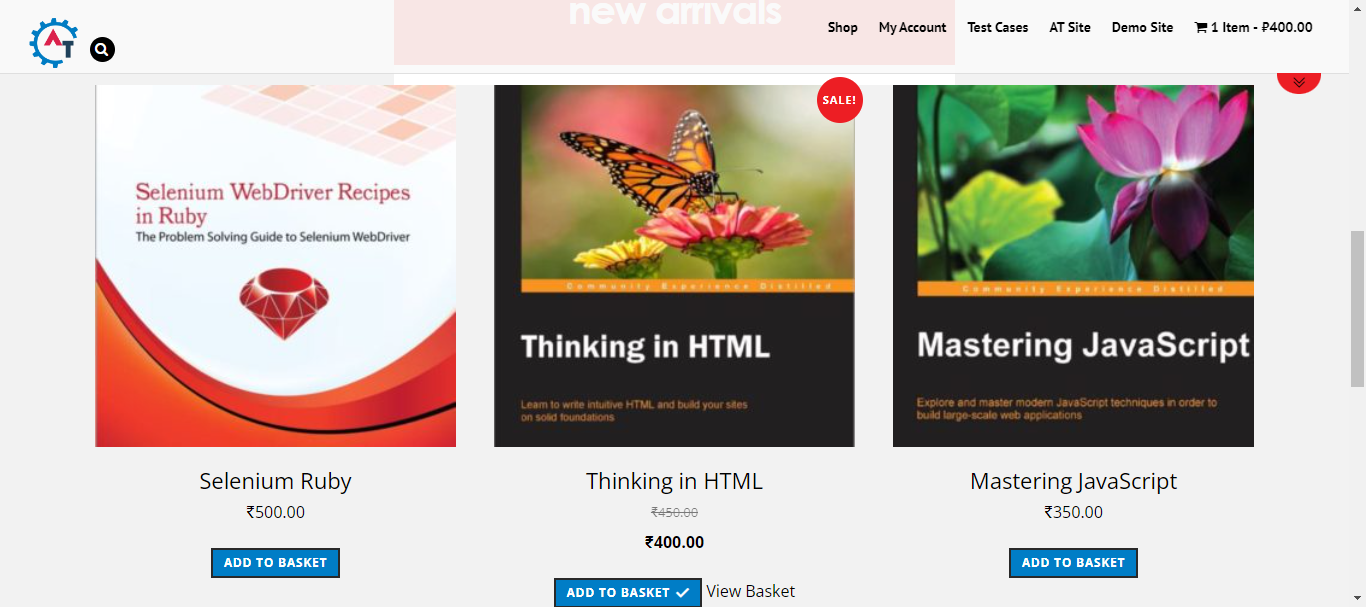 new arrivals
AT
Shop
My Account
Test Cases
AT Site
Demo Site
1 Item - ₽400.00
SALE!
Selenium WebDriver Recipes
in Ruby
The Problem Solving Guide to Selenium WebDriver
Community Experience Distilled
Thinking in HTML
Learn to write intuitive HTML and build your sites
on solid foundations
Community Experience Distilled
Mastering JavaScript
Explore and master modern JavaScript techniques in order to
build large-scale web applications
Selenium Ruby
₹500.00
ADD TO BASKET
Thinking in HTML
₹450.00
₹400.00
ADD TO BASKET
View Basket
Mastering JavaScript
₹350.00
ADD TO BASKET